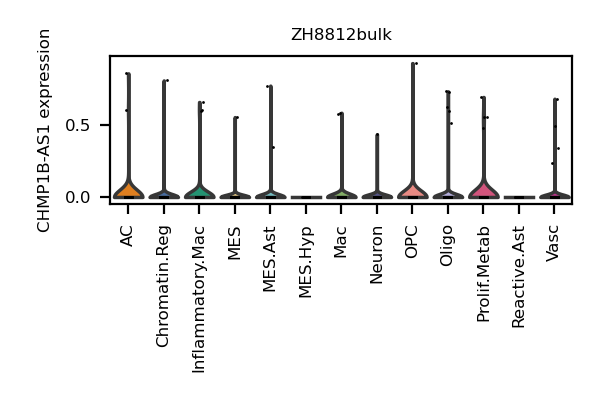 ZH8812bulk
CHMP1B-AS1 expression
0.5
0.0
AC
Chromatin.Reg
Inflammatory.Mac
MES
MES.Ast
MES.Hyp
Mac
Neuron
OPC
Oligo
Prolif.Metab
Reactive.Ast
Vasc